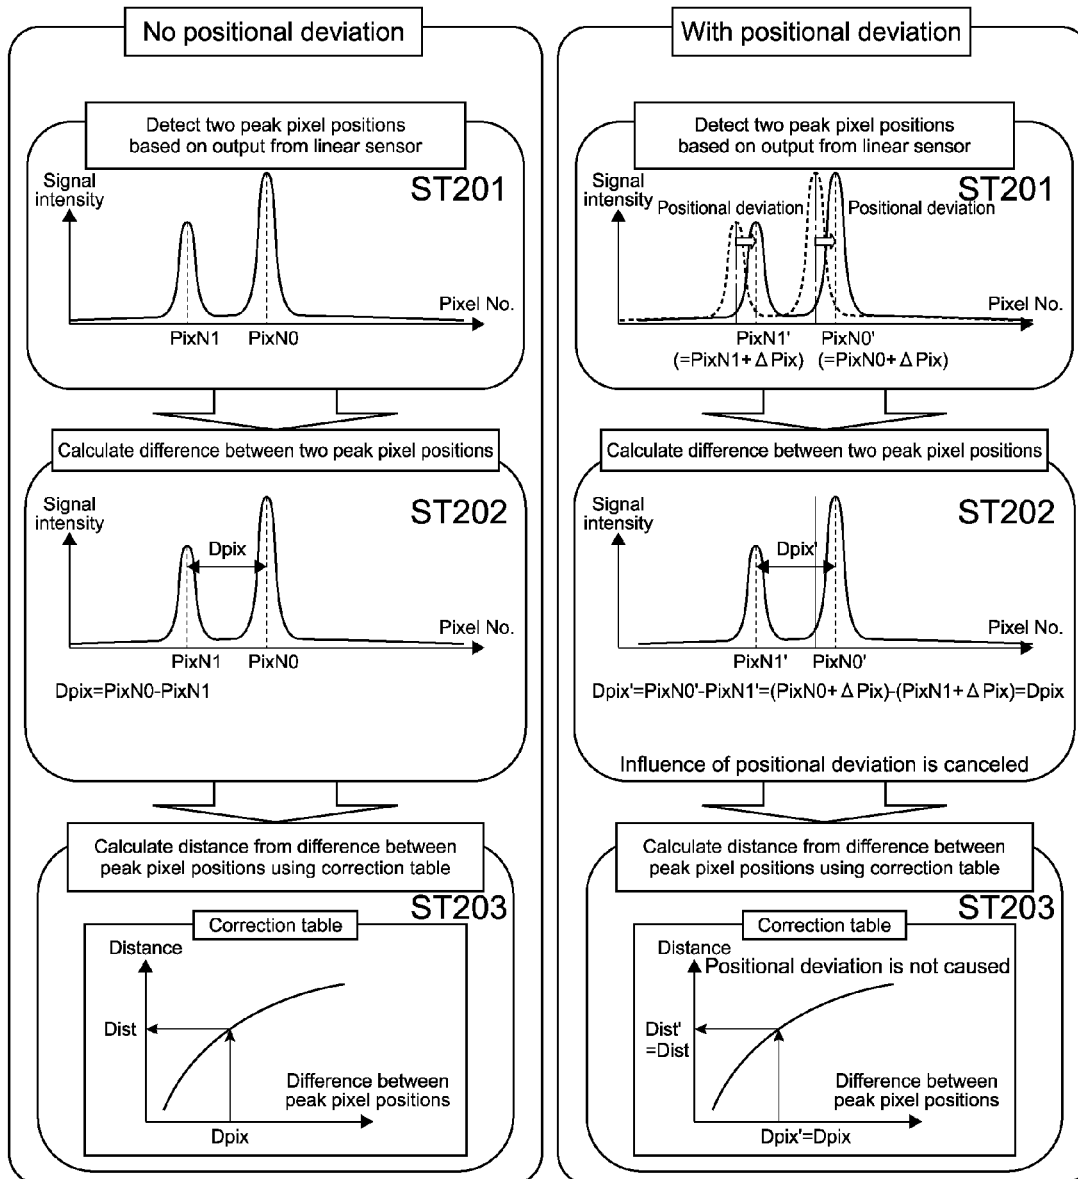 No positional deviation
Detect two peak pixel positions
based on output from linear sensor
ST201
Signal
intensity
Pixel No.
PixN1
PixN0
Calculate difference between two peak pixel positions
ST202
Signal
intensity
Dpix
Pixel No.
PixN1
PixN0
Dpix=PixN0-PixN1
Calculate distance from difference between
peak pixel positions using correction table
ST203
Correction table
Distance
Dist
Difference between
peak pixel positions
Dpix
With positional deviation
Detect two peak pixel positions
based on output from linear sensor
ST201
Signal
intensity
Positional deviation
Positional deviation
Pixel No.
PixN1'
PixN0'
(=PixN1+ΔPix)
(=PixN0+ΔPix)
Calculate difference between two peak pixel positions
ST202
Signal
intensity
Dpix'
Pixel No.
PixN1'
PixN0'
Dpix'=PixN0'-PixN1'=(PixN0+ΔPix)-(PixN1+ΔPix)=Dpix
Influence of positional deviation is canceled
Calculate distance from difference between
peak pixel positions using correction table
ST203
Correction table
Distance
Positional deviation is not caused
Dist'
=Dist
Difference between
peak pixel positions
Dpix'=Dpix